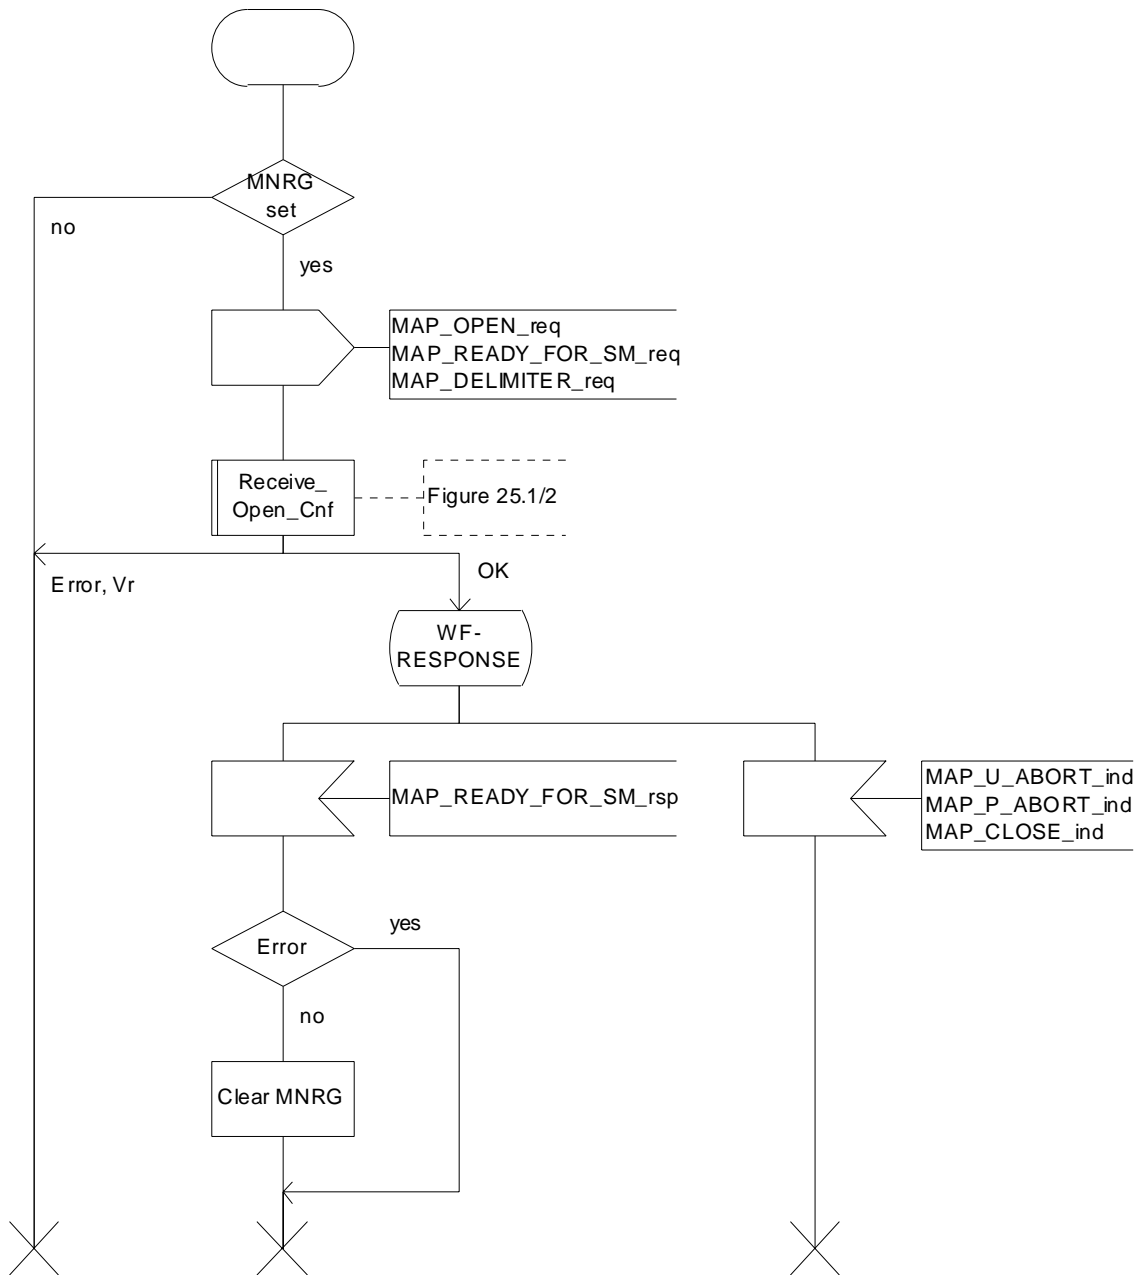 MNRG
set
no
yes
MAP_OPEN_req
MAP_READY_FOR_SM_req
MAP_DELIMITER_req
Receive_
Open_Cnf
Figure 25.1/2
Error, Vr
OK
WF-
RESPONSE
MAP_READY_FOR_SM_rsp
MAP_U_ABORT_ind
MAP_P_ABORT_ind
MAP_CLOSE_ind
Error
yes
no
Clear MNRG